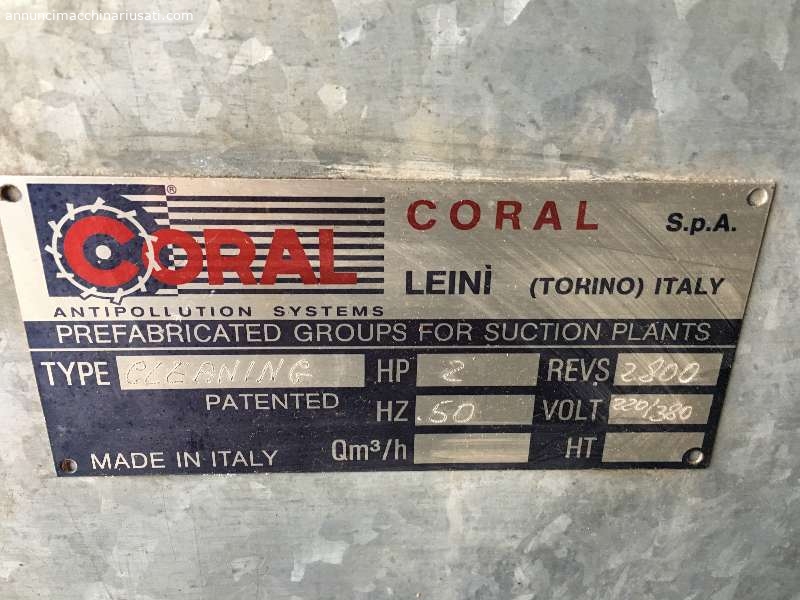 annuncimacchinariusati.com
CORAL ®
ANTIPOLLUTION SYSTEMS
CORAL S.p.A.
LEINÌ (TORINO) ITALY
PREFABRICATED GROUPS FOR SUCTION PLANTS
TYPE CLEANING HP 2 REVS 2800
PATENTED HZ 50 VOLT 220/380
MADE IN ITALY Qm³/h HT